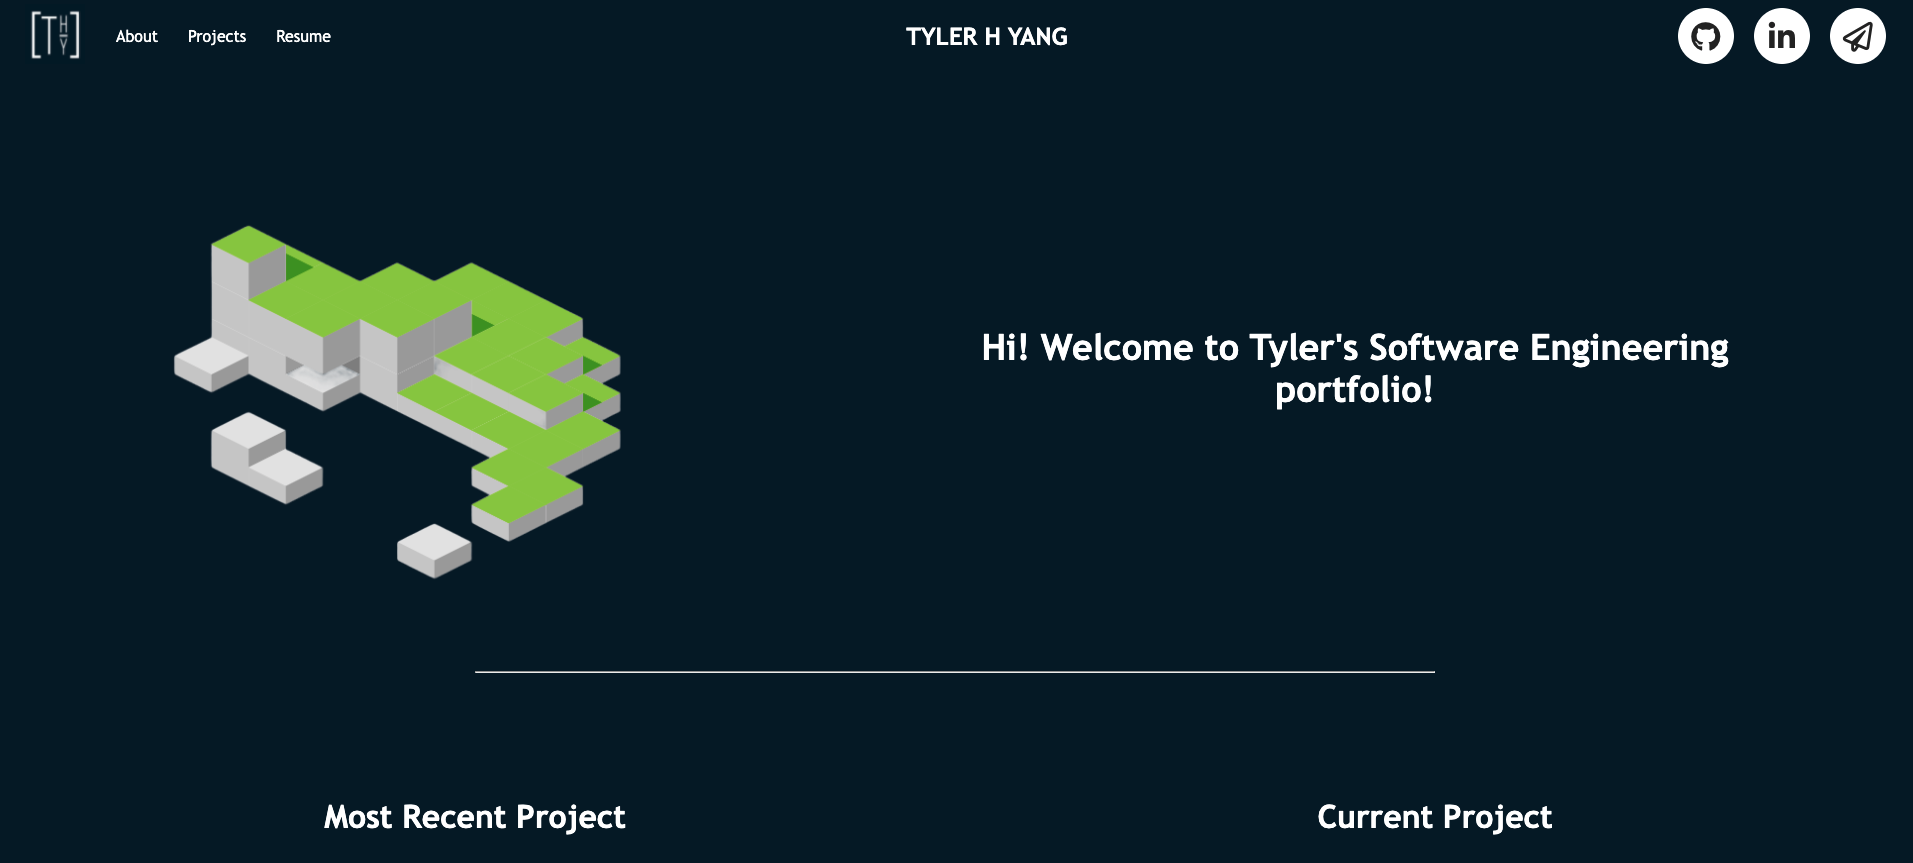 [THY]
About
Projects
Resume
TYLER H YANG
in
Hi! Welcome to Tyler's Software Engineering
portfolio!
Most Recent Project
Current Project